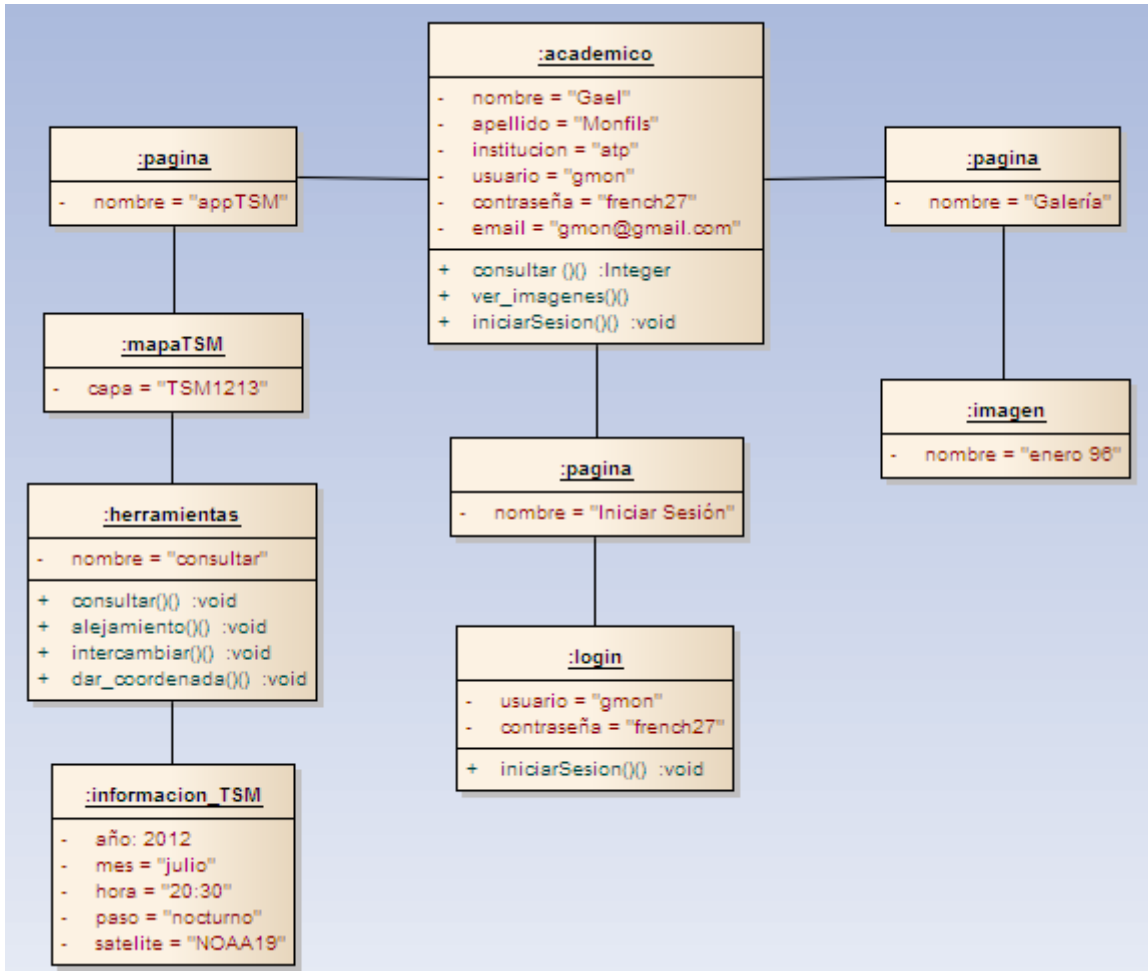 :academico
- nombre = "Gael"
- apellido = "Monfils"
- institucion = "atp"
- usuario = "gmon"
- contraseña = "french27"
- email = "gmon@gmail.com"
+ consultar ()() :Integer
+ ver_imagenes()()
+ iniciarSesion()() :void
:pagina
- nombre = "appTSM"
:mapaTSM
- capa = "TSM1213"
:herramientas
- nombre = "consultar"
+ consultar()() :void
+ alejamiento()() :void
+ intercambiar()() :void
+ dar_coordenada()() :void
:informacion_TSM
- año: 2012
- mes = "julio"
- hora = "20:30"
- paso = "nocturno"
- satelite = "NOAA19"
:pagina
- nombre = "Iniciar Sesión"
:login
- usuario = "gmon"
- contraseña = "french27"
+ iniciarSesion()() :void
:pagina
- nombre = "Galería"
:imagen
- nombre = "enero 96"